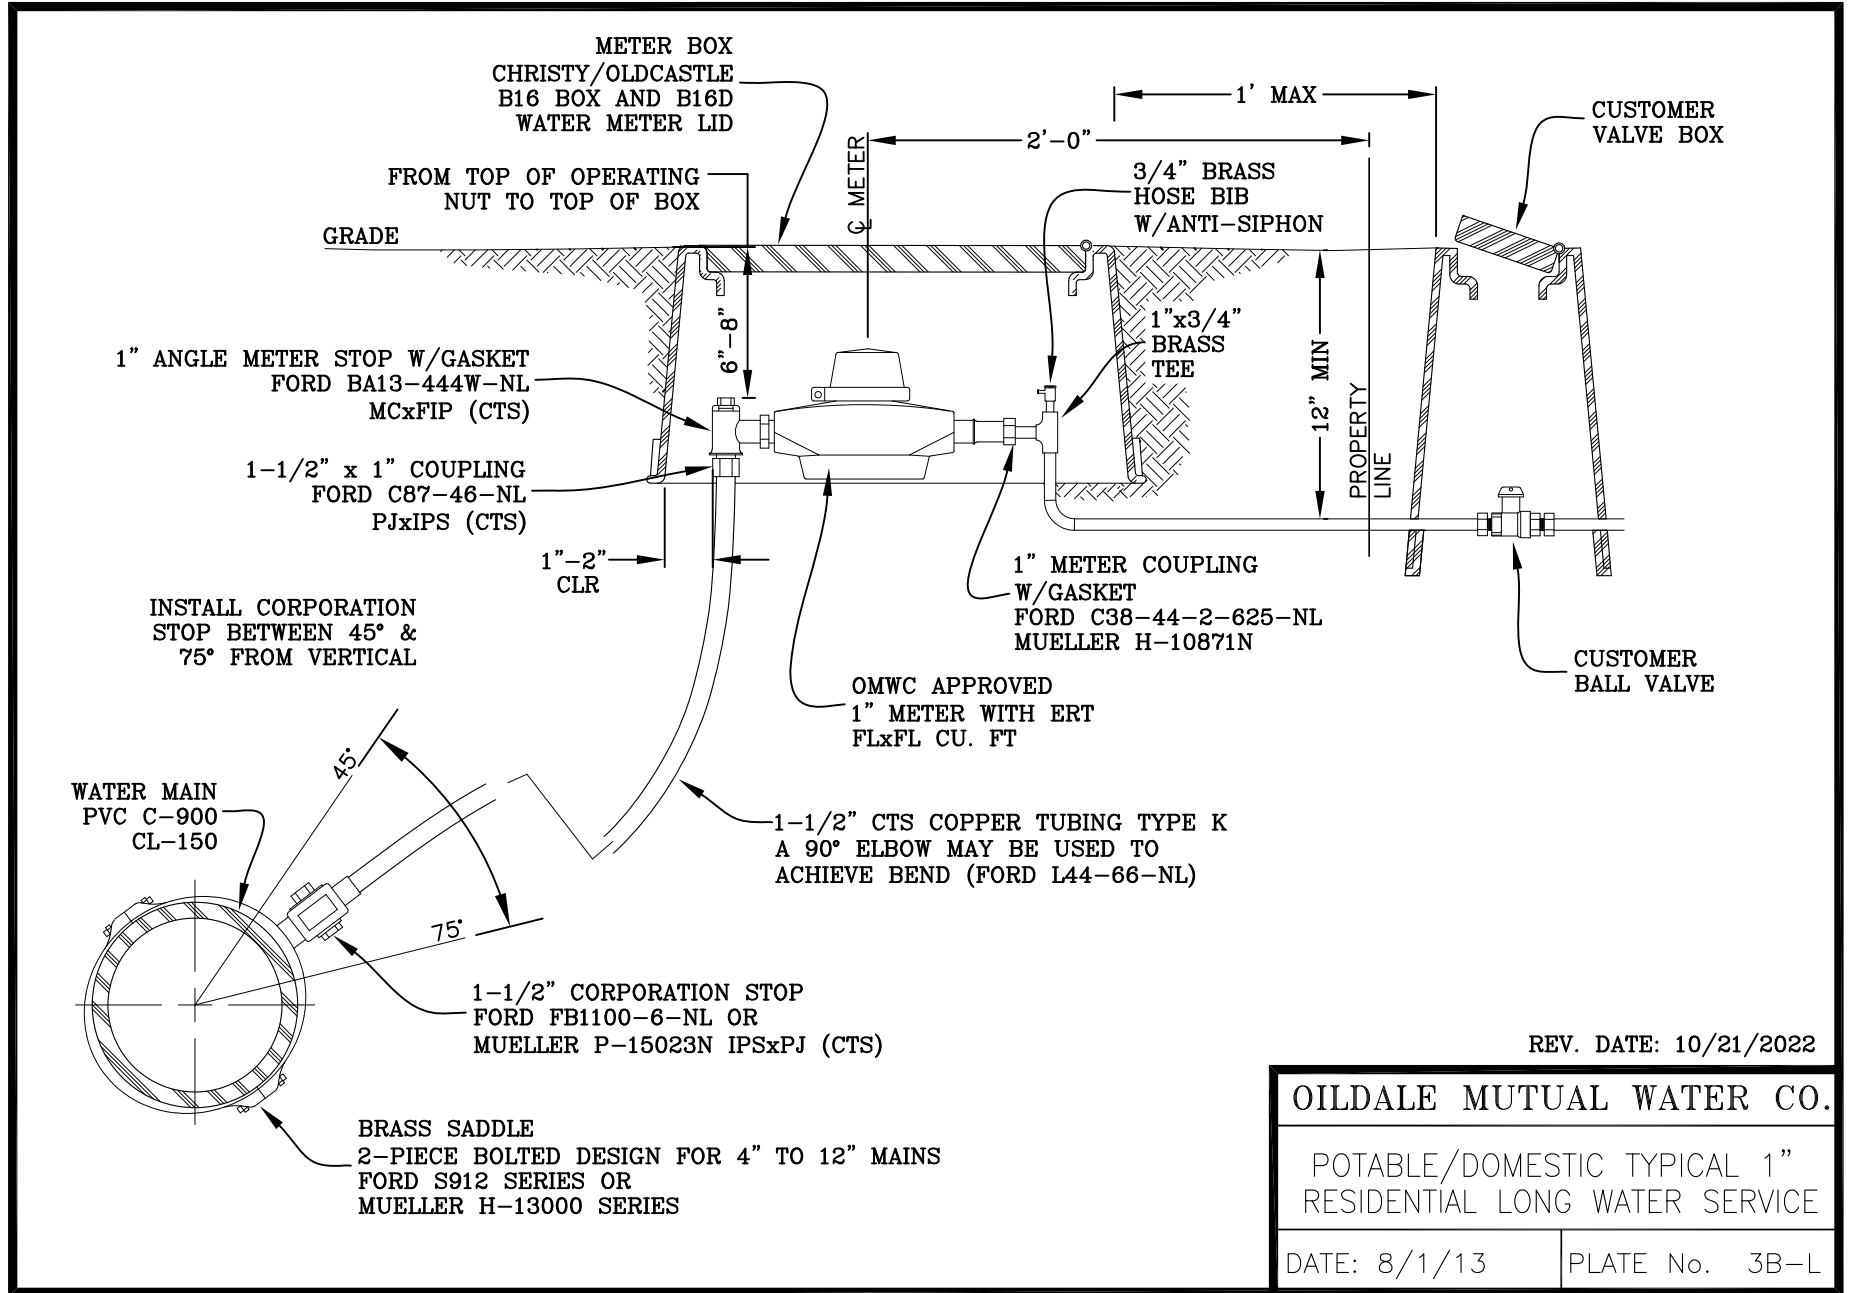 METER BOX
CHRISTY/OLDCASTLE
B16 BOX AND B16D
WATER METER LID
1' MAX
CUSTOMER
VALVE BOX
2'-0"
℄ METER
FROM TOP OF OPERATING
NUT TO TOP OF BOX
3/4" BRASS
HOSE BIB
W/ANTI-SIPHON
GRADE
6"-8"
1"x3/4"
BRASS
TEE
12" MIN
PROPERTY
LINE
1" ANGLE METER STOP W/GASKET
FORD BA13-444W-NL
MCxFIP (CTS)
1-1/2" x 1" COUPLING
FORD C87-46-NL
PJxIPS (CTS)
1"-2"
CLR
1" METER COUPLING
W/GASKET
FORD C38-44-2-625-NL
MUELLER H-10871N
INSTALL CORPORATION
STOP BETWEEN 45° &
75° FROM VERTICAL
CUSTOMER
BALL VALVE
OMWC APPROVED
1" METER WITH ERT
FLxFL CU. FT
45°
WATER MAIN
PVC C-900
CL-150
1-1/2" CTS COPPER TUBING TYPE K
A 90° ELBOW MAY BE USED TO
ACHIEVE BEND (FORD L44-66-NL)
75°
1-1/2" CORPORATION STOP
FORD FB1100-6-NL OR
MUELLER P-15023N IPSxPJ (CTS)
BRASS SADDLE
2-PIECE BOLTED DESIGN FOR 4" TO 12" MAINS
FORD S912 SERIES OR
MUELLER H-13000 SERIES
REV. DATE: 10/21/2022
OILDALE MUTUAL WATER CO.
POTABLE/DOMESTIC TYPICAL 1"
RESIDENTIAL LONG WATER SERVICE
DATE: 8/1/13
PLATE No. 3B-L